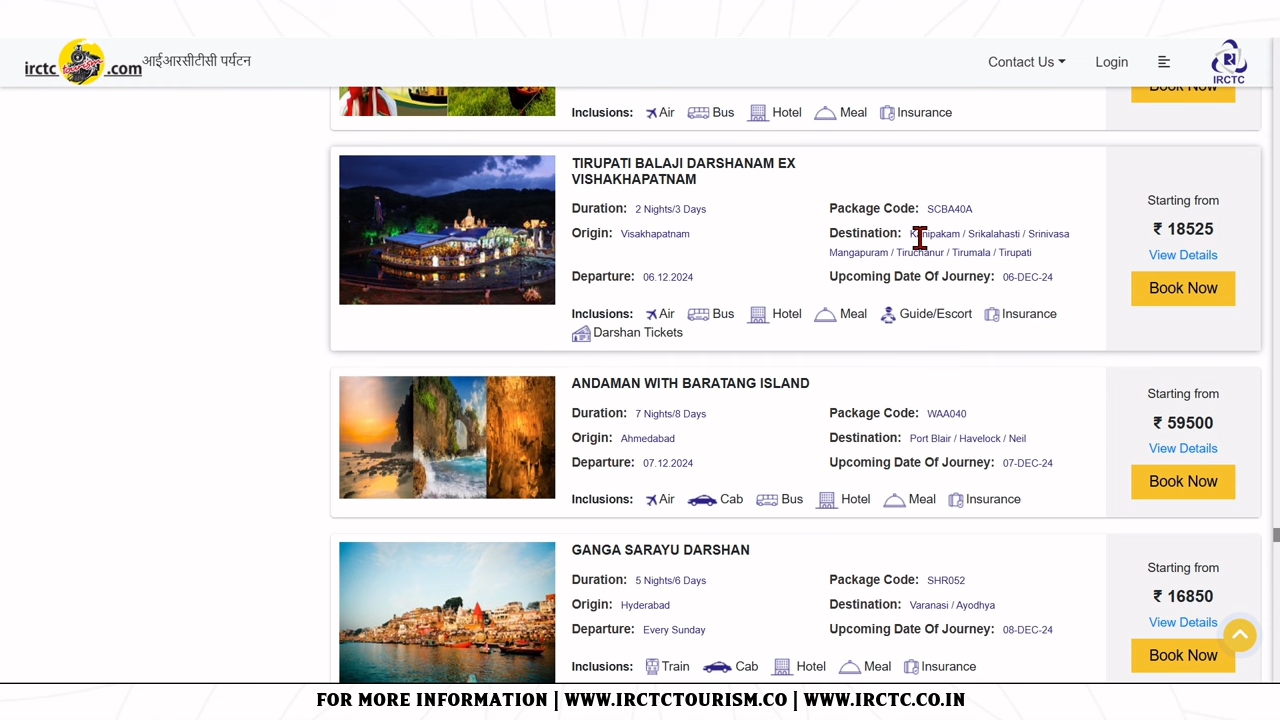 irctc tourism .com आईआरसीटीसी पर्यटन
Contact Us Login
IRCTC
Inclusions: Air Bus Hotel Meal Insurance
Book Now
TIRUPATI BALAJI DARSHANAM EX
VISHAKHAPATNAM
Duration: 2 Nights/3 Days
Package Code: SCBA40A
Origin: Visakhapatnam
Destination: Kanipakam / Srikalahasti / Srinivasa
Mangapuram / Tiruchanur / Tirumala / Tirupati
Departure: 06.12.2024
Upcoming Date Of Journey: 06-DEC-24
Inclusions: Air Bus Hotel Meal Guide/Escort Insurance
Darshan Tickets
Starting from
₹ 18525
View Details
Book Now
ANDAMAN WITH BARATANG ISLAND
Duration: 7 Nights/8 Days
Package Code: WAA040
Origin: Ahmedabad
Destination: Port Blair / Havelock / Neil
Departure: 07.12.2024
Upcoming Date Of Journey: 07-DEC-24
Inclusions: Air Cab Bus Hotel Meal Insurance
Starting from
₹ 59500
View Details
Book Now
GANGA SARAYU DARSHAN
Duration: 5 Nights/6 Days
Package Code: SHR052
Origin: Hyderabad
Destination: Varanasi / Ayodhya
Departure: Every Sunday
Upcoming Date Of Journey: 08-DEC-24
Inclusions: Train Cab Hotel Meal Insurance
Starting from
₹ 16850
View Details
Book Now
FOR MORE INFORMATION | WWW.IRCTCTOURISM.CO | WWW.IRCTC.CO.IN